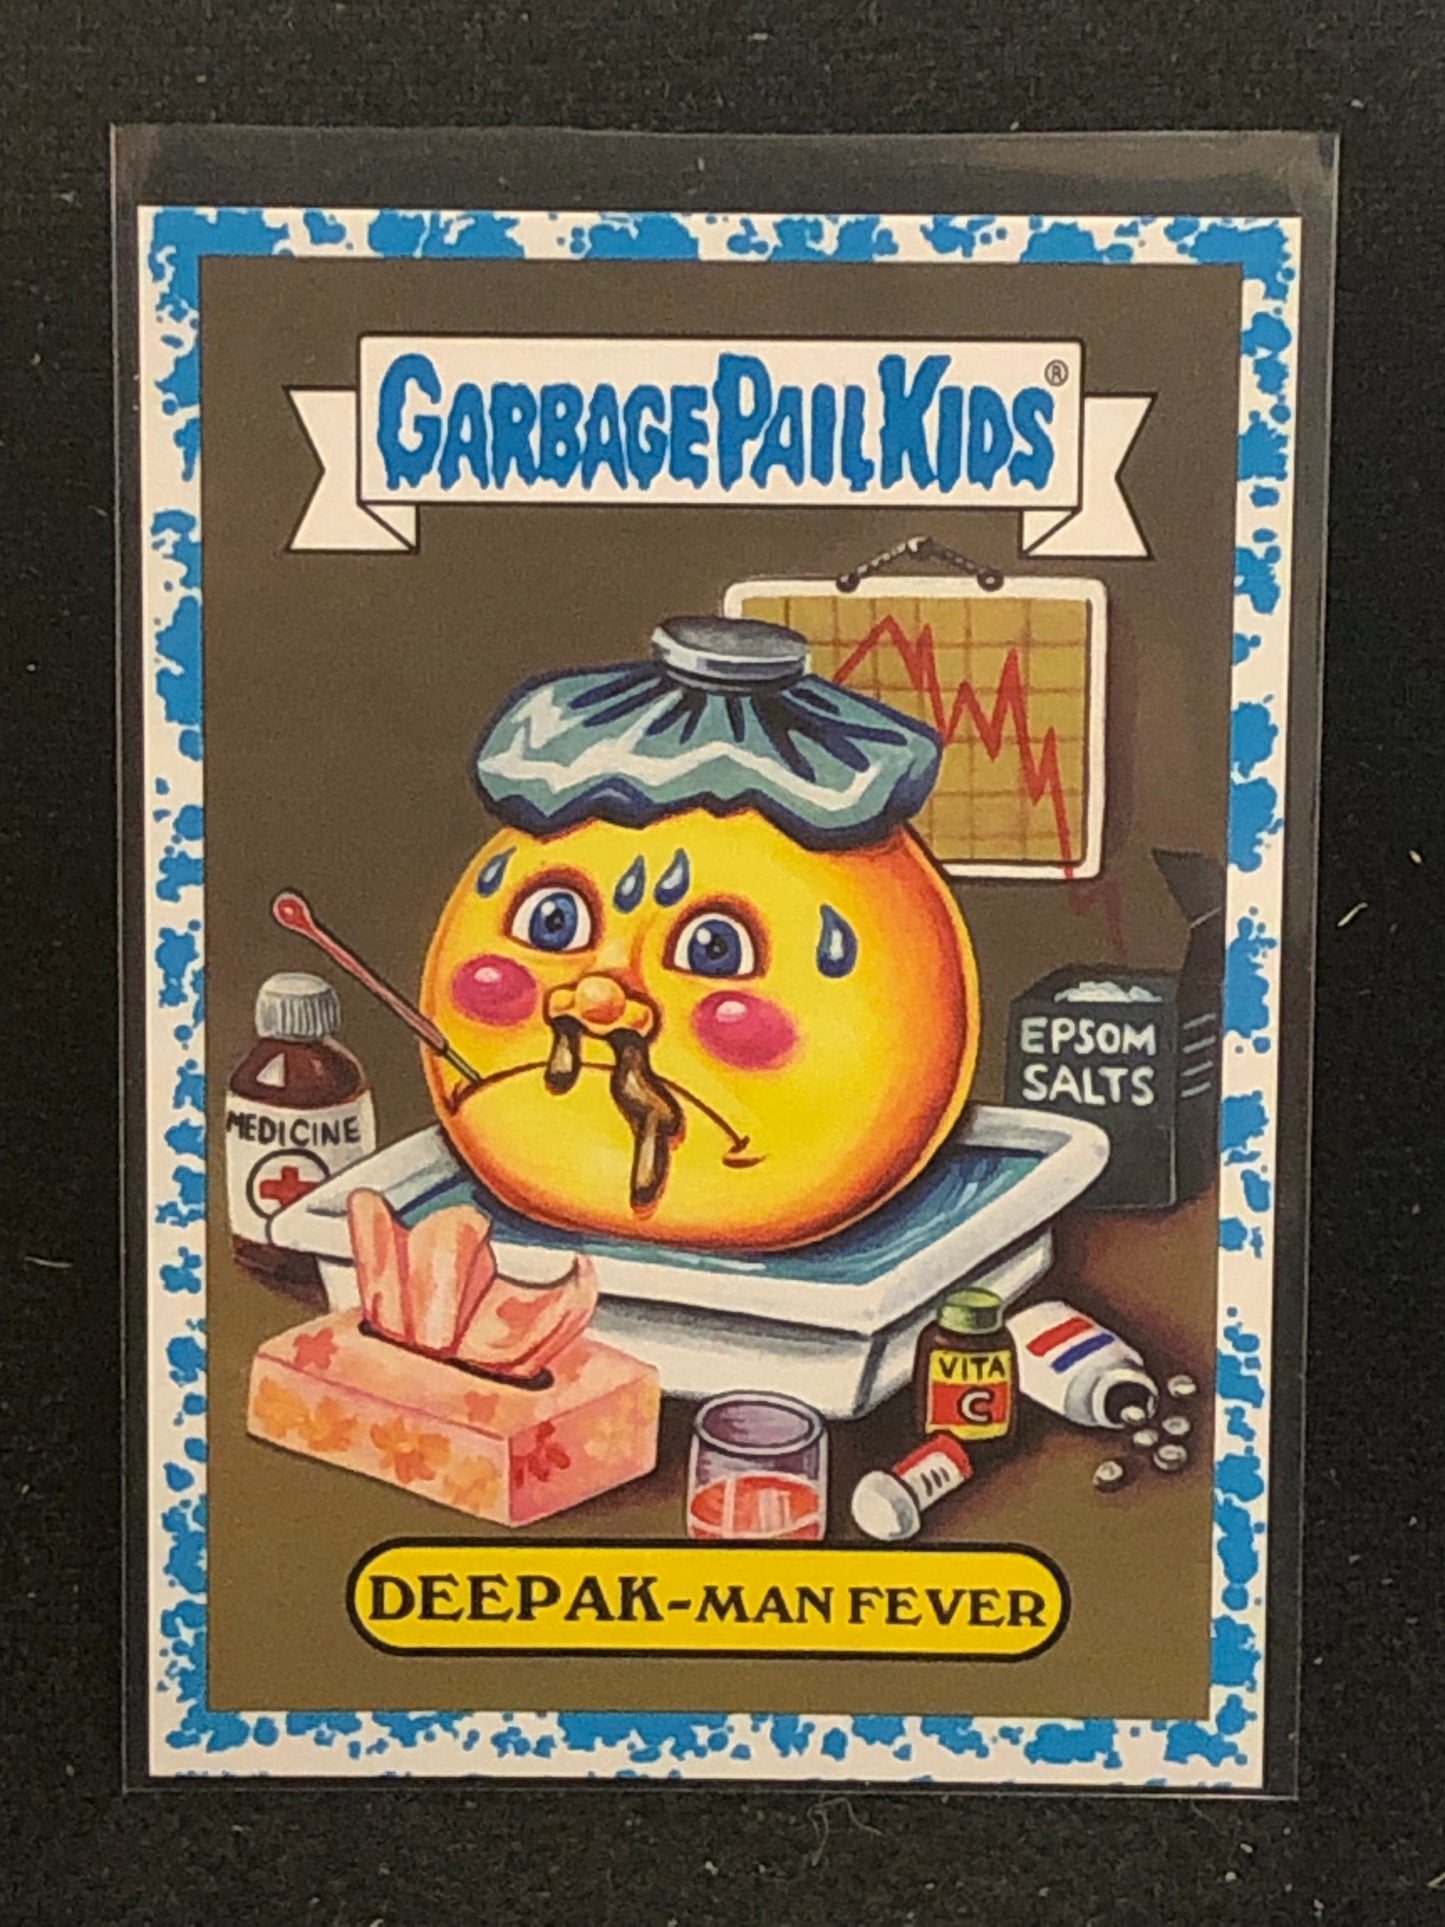 GARBAGE PAIL KIDS®
EPSOM
SALTS
MEDICINE
VITA
C
DEEPAK-MAN FEVER